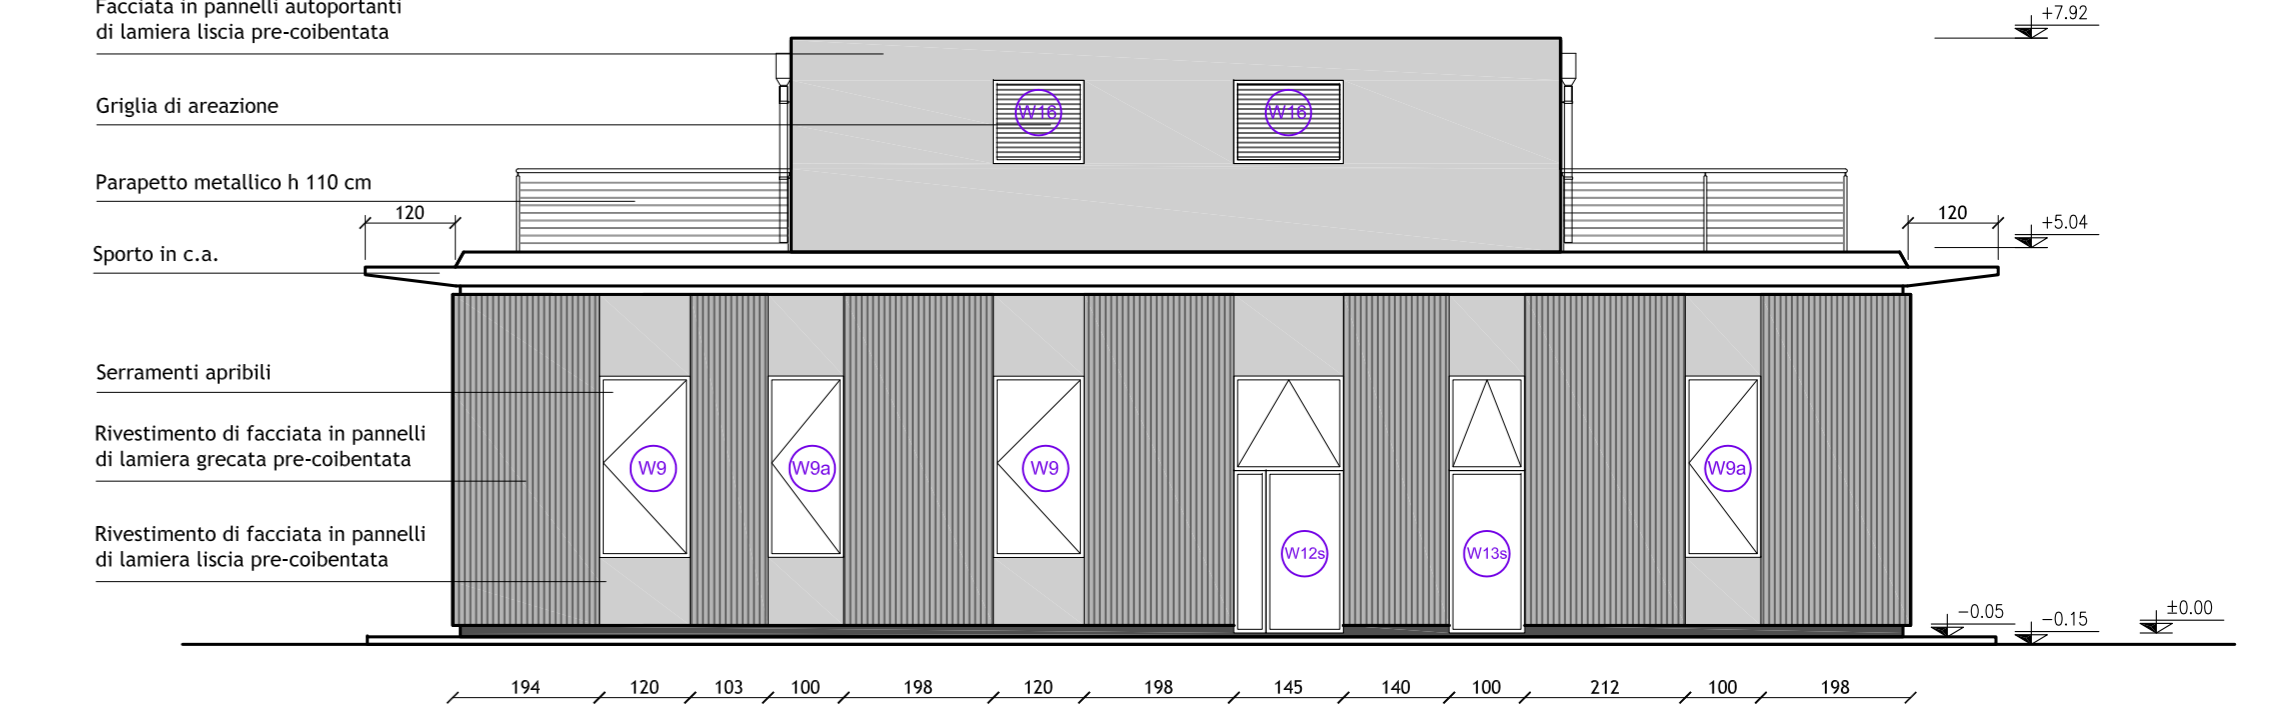 Facciata in pannelli autoportanti
di lamiera liscia pre-coibentata
+7.92
W16
W16
Griglia di areazione
Parapetto metallico h 110 cm
120
120
+5.04
Sporto in c.a.
Serramenti apribili
Rivestimento di facciata in pannelli
di lamiera grecata pre-coibentata
W9
W9a
W9
W9a
Rivestimento di facciata in pannelli
di lamiera liscia pre-coibentata
W12s
W13s
-0.05
-0.15
±0.00
194 120 103 100 198 120 198 145 140 100 212 100 198